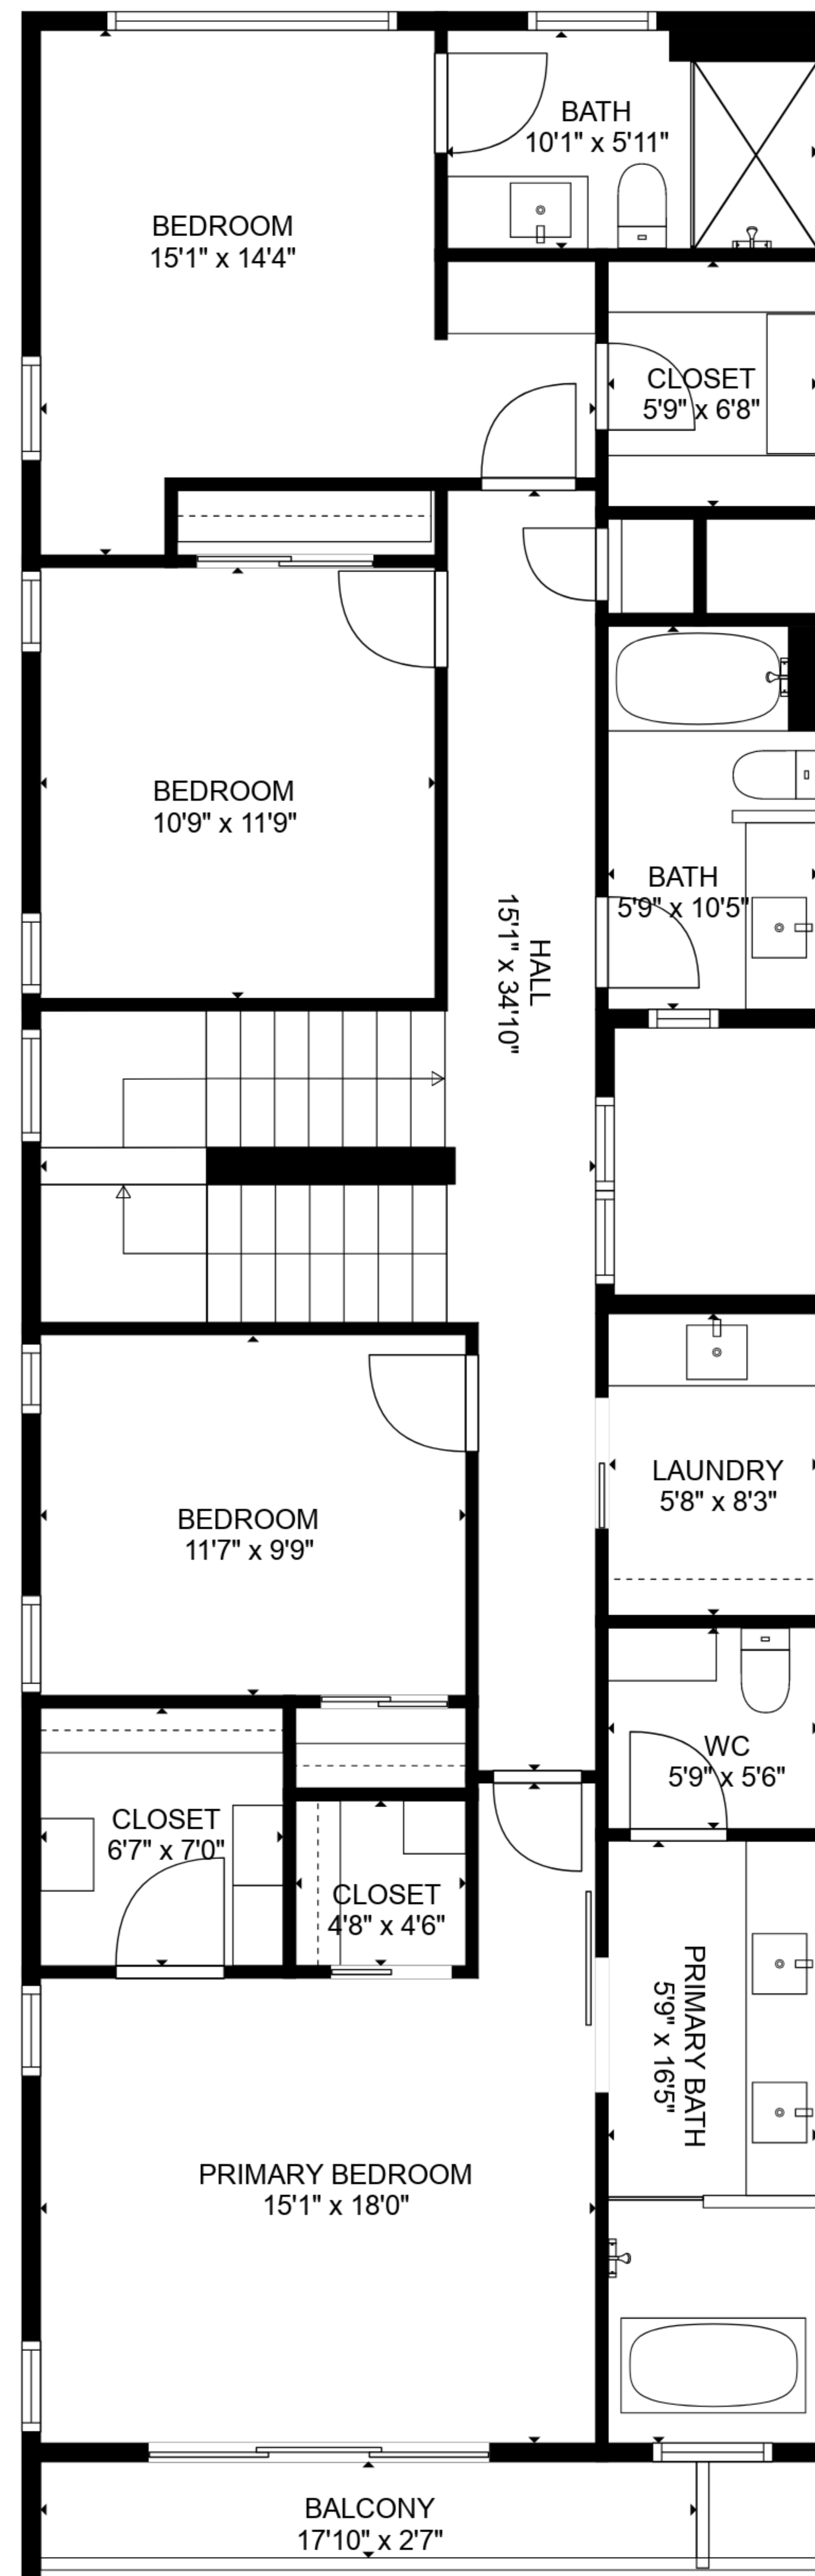 BATH
10'1" x 5'11"
BEDROOM
15'1" x 14'4"
CLOSET
5'9" x 6'8"
BEDROOM
10'9" x 11'9"
BATH
5'9" x 10'5"
HALL
15'1" x 34'10"
LAUNDRY
5'8" x 8'3"
BEDROOM
11'7" x 9'9"
WC
5'9" x 5'6"
CLOSET
6'7" x 7'0"
CLOSET
4'8" x 4'6"
PRIMARY BATH
5'9" x 16'5"
PRIMARY BEDROOM
15'1" x 18'0"
BALCONY
17'10" x 2'7"